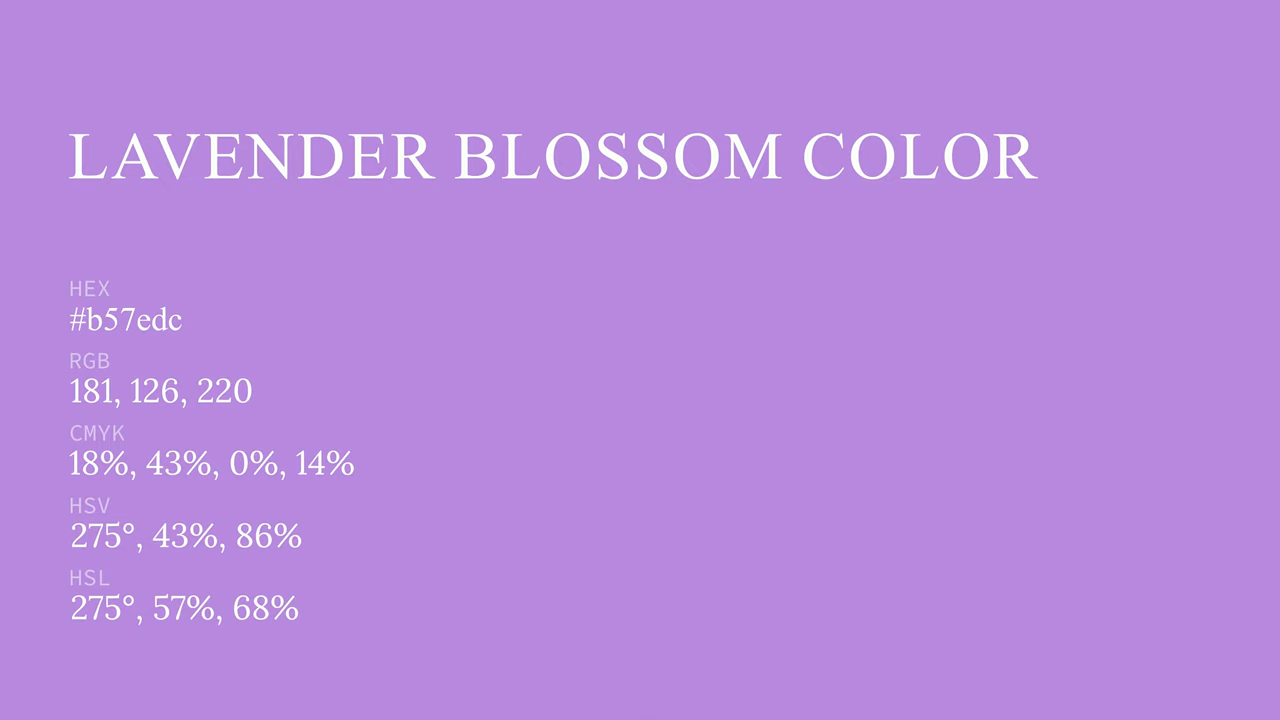 LAVENDER BLOSSOM COLOR
HEX
#b57edc
RGB
181, 126, 220
CMYK
18%, 43%, 0%, 14%
HSV
275°, 43%, 86%
HSL
275°, 57%, 68%